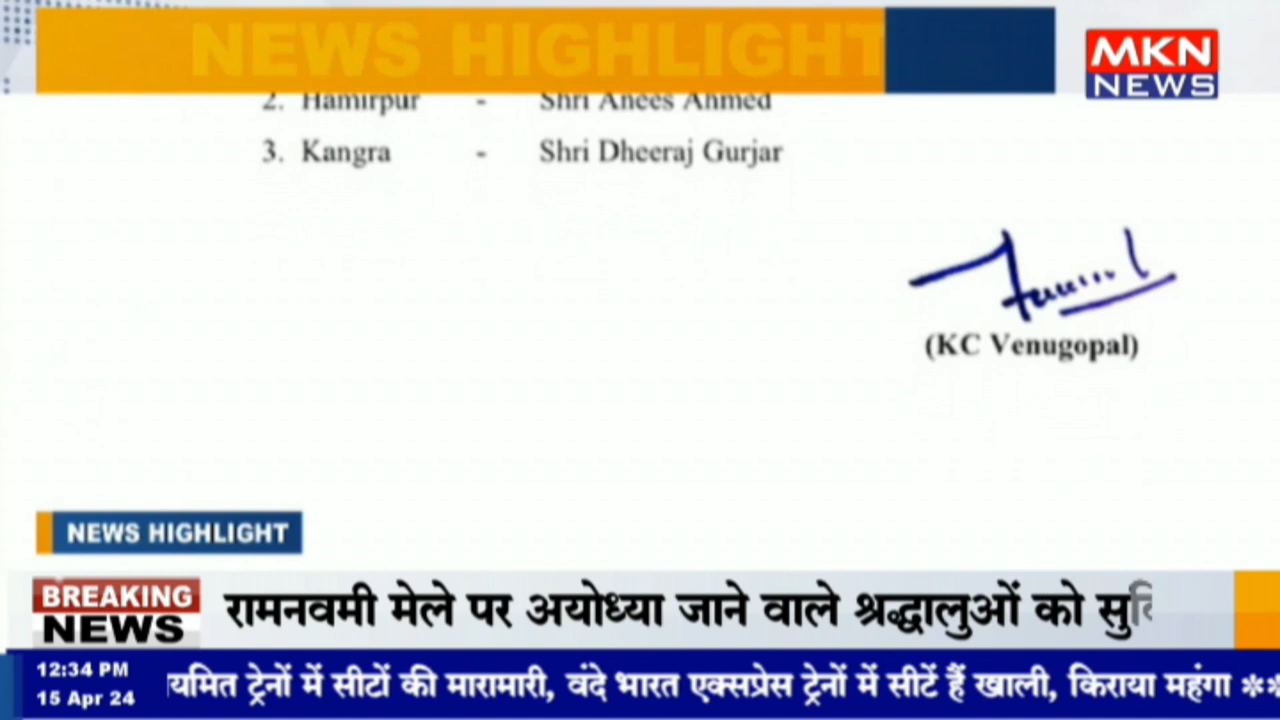 NEWS HIGHLIGHT
MKN
NEWS
2. Hamirpur - Shri Anees Ahmed
3. Kangra - Shri Dheeraj Gurjar
(KC Venugopal)
NEWS HIGHLIGHT
BREAKING
NEWS
रामनवमी मेले पर अयोध्या जाने वाले श्रद्धालुओं को
12:34 PM
15 Apr 24
यमित ट्रेनों में सीटों की मारामारी, वंदे भारत एक्सप्रेस ट्रेनों में सीटें हैं खाली, किराया महंगा **